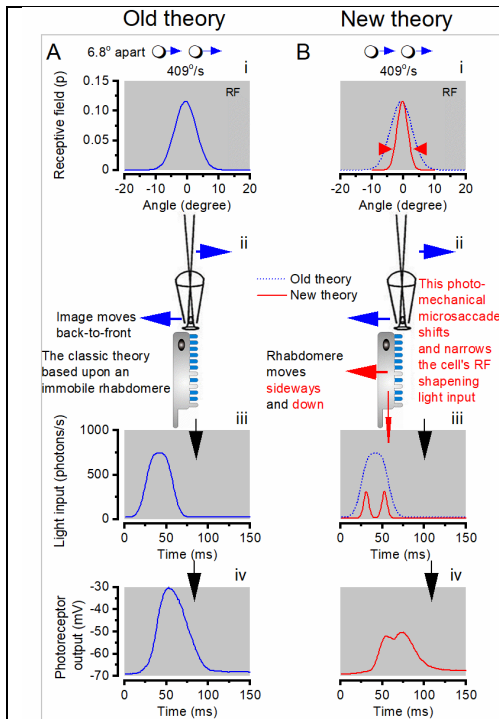 Old theory
New theory
A
6.8° apart
409°/s
i
B
409°/s
i
Receptive field (p)
0.15
0.10
0.05
0.00
RF
-20 -10 0 10 20
Angle (degree)
RF
-20 -10 0 10 20
Angle (degree)
ii
Image moves
back-to-front
The classic theory
based upon an
immobile rhabdomere
ii
Old theory
New theory
This photo-
mechanical
microsaccade
shifts
and narrows
the cell's RF
shapening
light input
Rhabdomere
moves
sideways
and down
iii
Light input (photons/s)
1000
500
0
0 50 100 150
Time (ms)
iii
0 50 100 150
Time (ms)
iv
Photoreceptor
output (mV)
-30
-40
-50
-60
-70
0 50 100 150
Time (ms)
iv
0 50 100 150
Time (ms)